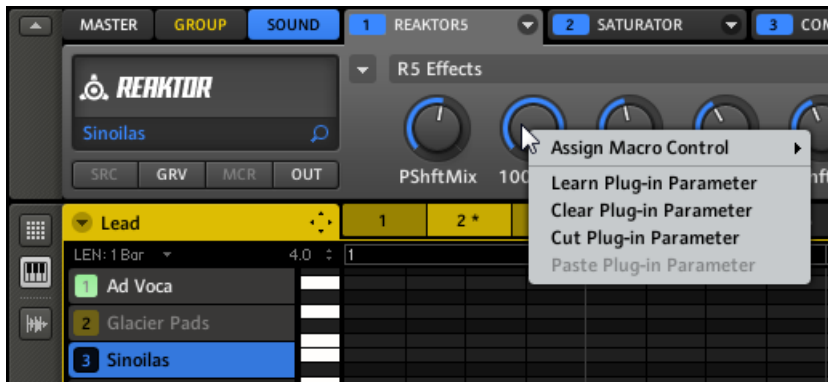 MASTER GROUP SOUND 1 REAKTOR5 2 SATURATOR 3 COM
REAKTOR
R5 Effects
Sinoilas
SRC GRV MCR OUT
PShftMix 100
Assign Macro Control
Learn Plug-in Parameter
Clear Plug-in Parameter
Cut Plug-in Parameter
Paste Plug-in Parameter
Lead 1 2 *
LEN: 1 Bar 4.0 1
1 Ad Voca
2 Glacier Pads
3 Sinoilas